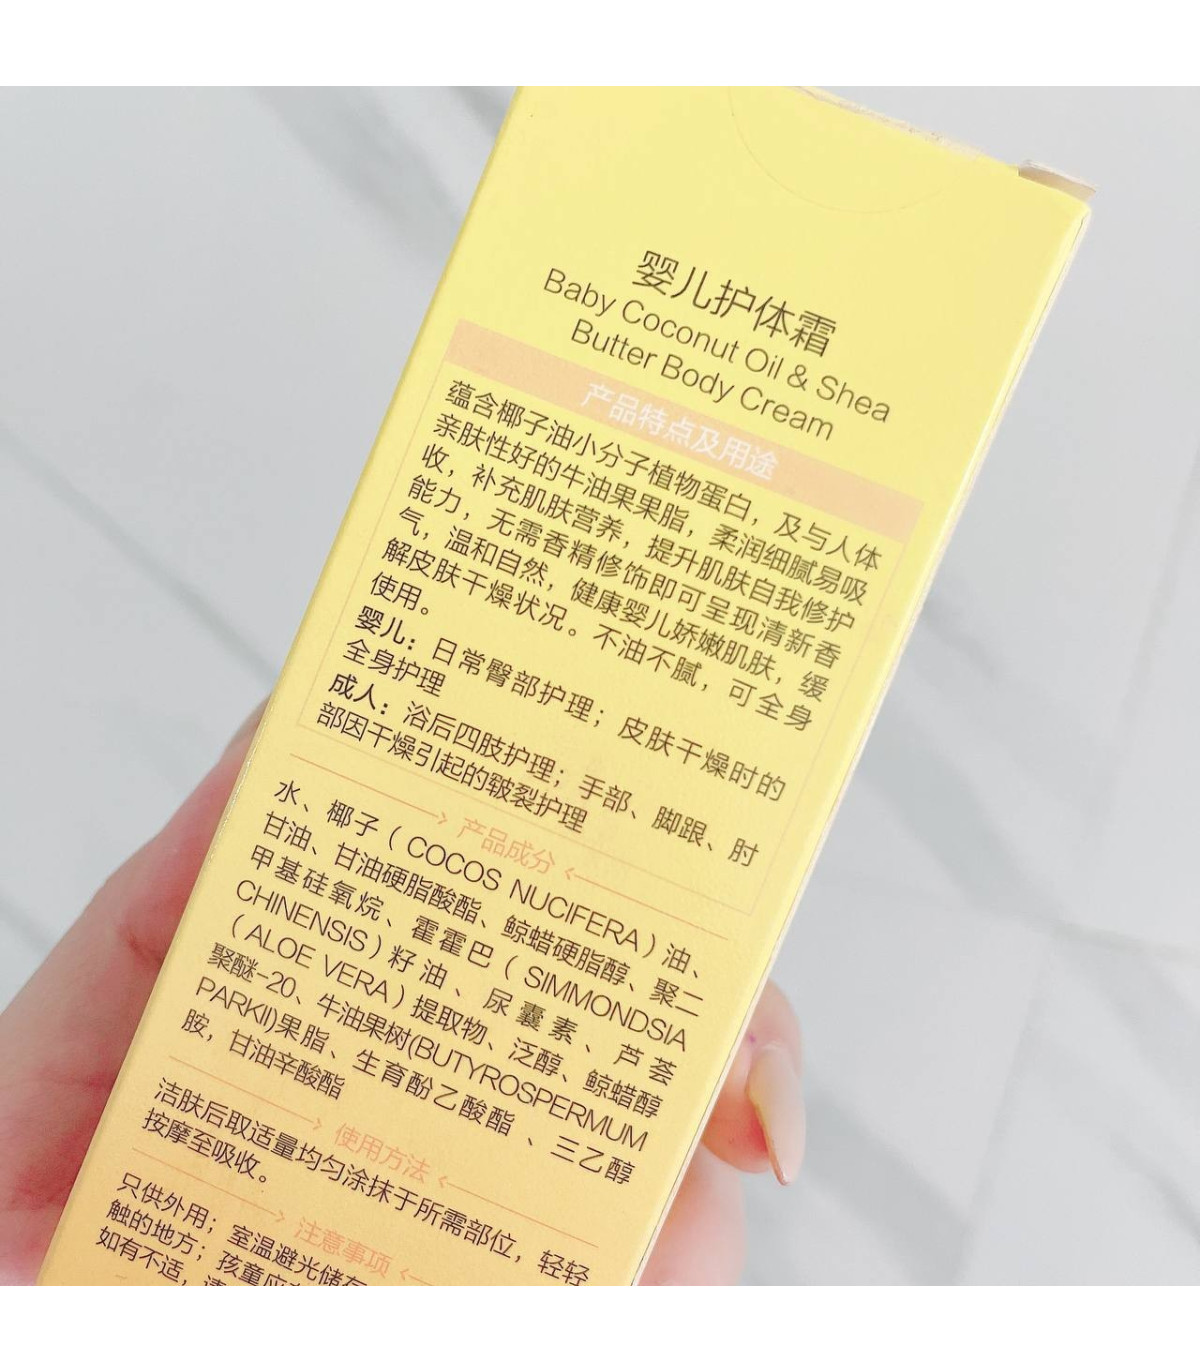 婴儿护体霜
Baby Coconut Oil & Shea
Butter Body Cream
产品特点及用途
蕴含椰子油小分子植物蛋白，及与人体
亲肤性好的牛油果果脂，柔润细腻易吸
收，补充肌肤营养，提升肌肤自我修护
能力，无需香精修饰即可呈现清新香
气，温和自然，健康婴儿娇嫩肌肤，缓
解皮肤干燥状况。不油不腻，可全身
使用。
婴儿：日常臀部护理；皮肤干燥时的
全身护理
成人：浴后四肢护理；手部、脚跟、肘
部因干燥引起的皲裂护理
产品成分
水、椰子（COCOS NUCIFERA）油、
甘油、甘油硬脂酸酯、鲸蜡硬脂醇、聚二
甲基硅氧烷、霍霍巴（SIMMONDSIA
CHINENSIS）籽油、尿囊素、芦荟
（ALOE VERA）提取物、泛醇、鲸蜡醇
聚醚-20、牛油果树(BUTYROSPERMUM
PARKII)果脂、生育酚乙酸酯、三乙醇
胺，甘油辛酸酯
使用方法
洁肤后取适量均匀涂抹于所需部位，轻轻
按摩至吸收。
注意事项
只供外用；室温避光储存
触的地方；孩童应
如有不适，请